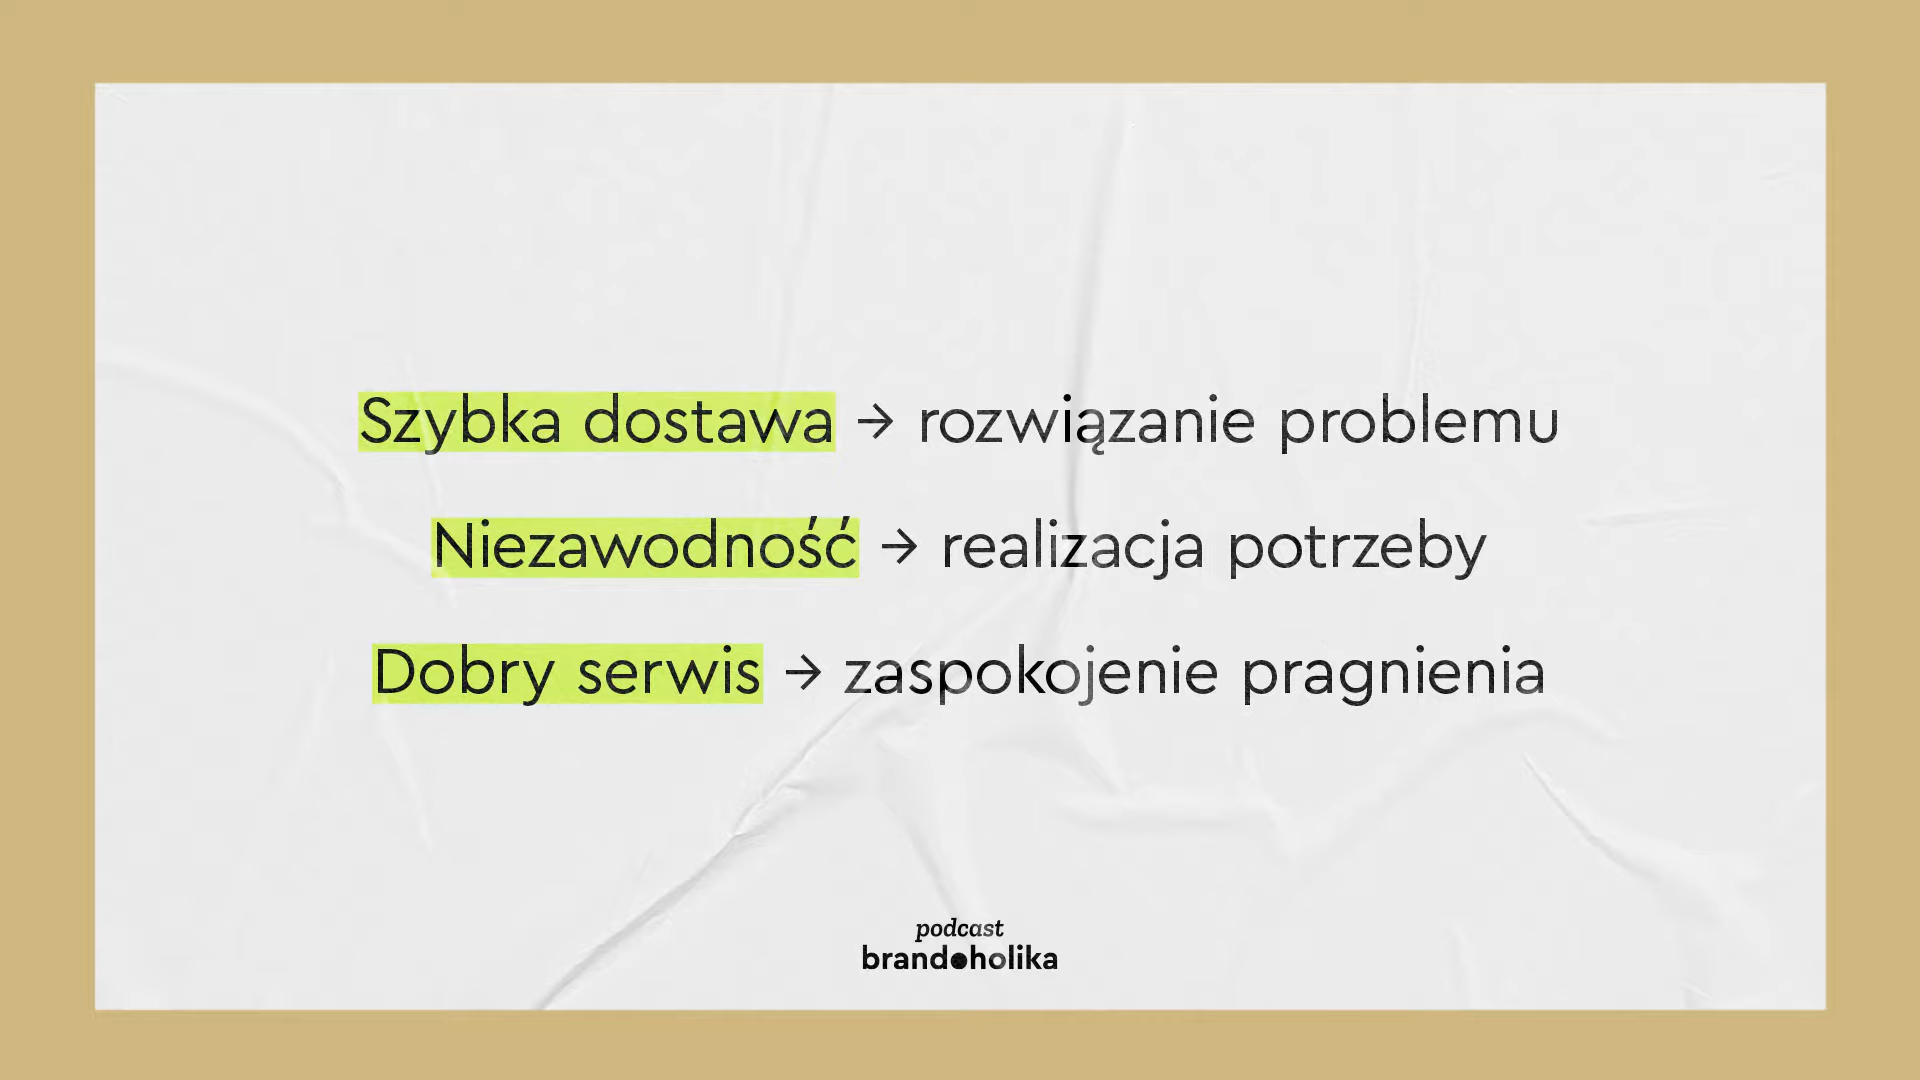 Szybka dostawa → rozwiązanie problemu
Niezawodność → realizacja potrzeby
Dobry serwis → zaspokojenie pragnienia
podcast
brandoholika